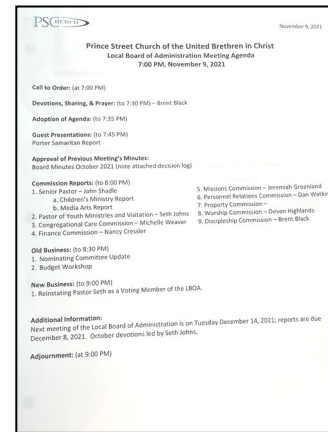 PSCHURCH
November 9, 2021
Prince Street Church of the United Brethren in Christ
Local Board of Administration Meeting Agenda
7:00 PM, November 9, 2021
Call to Order: (at 7:00 PM)
Devotions, Sharing, & Prayer: (to 7:30 PM) – Brent Black
Adoption of Agenda: (to 7:35 PM)
Guest Presentations: (to 7:45 PM)
Porter Samaritan Report
Approval of Previous Meeting's Minutes:
Board Minutes October 2021 (note attached decision log)
Commission Reports: (to 8:00 PM)
1. Senior Pastor – John Shadle
a. Children's Ministry Report
b. Media Arts Report
2. Pastor of Youth Ministries and Visitation – Seth Johns
3. Congregational Care Commission – Michelle Weaver
4. Finance Commission – Nancy Cressler
5. Missions Commission – Jeremiah Greenland
6. Personnel Relations Commission – Dan Watkin
7. Property Commission –
8. Worship Commission – Devon Highlands
9. Discipleship Commission – Brent Black
Old Business: (to 8:30 PM)
1. Nominating Committee Update
2. Budget Workshop
New Business: (to 9:00 PM)
1. Reinstating Pastor Seth as a Voting Member of the LBOA.
Additional Information:
Next meeting of the Local Board of Administration is on Tuesday December 14, 2021; reports are due
December 8, 2021. October devotions led by Seth Johns.
Adjournment: (at 9:00 PM)